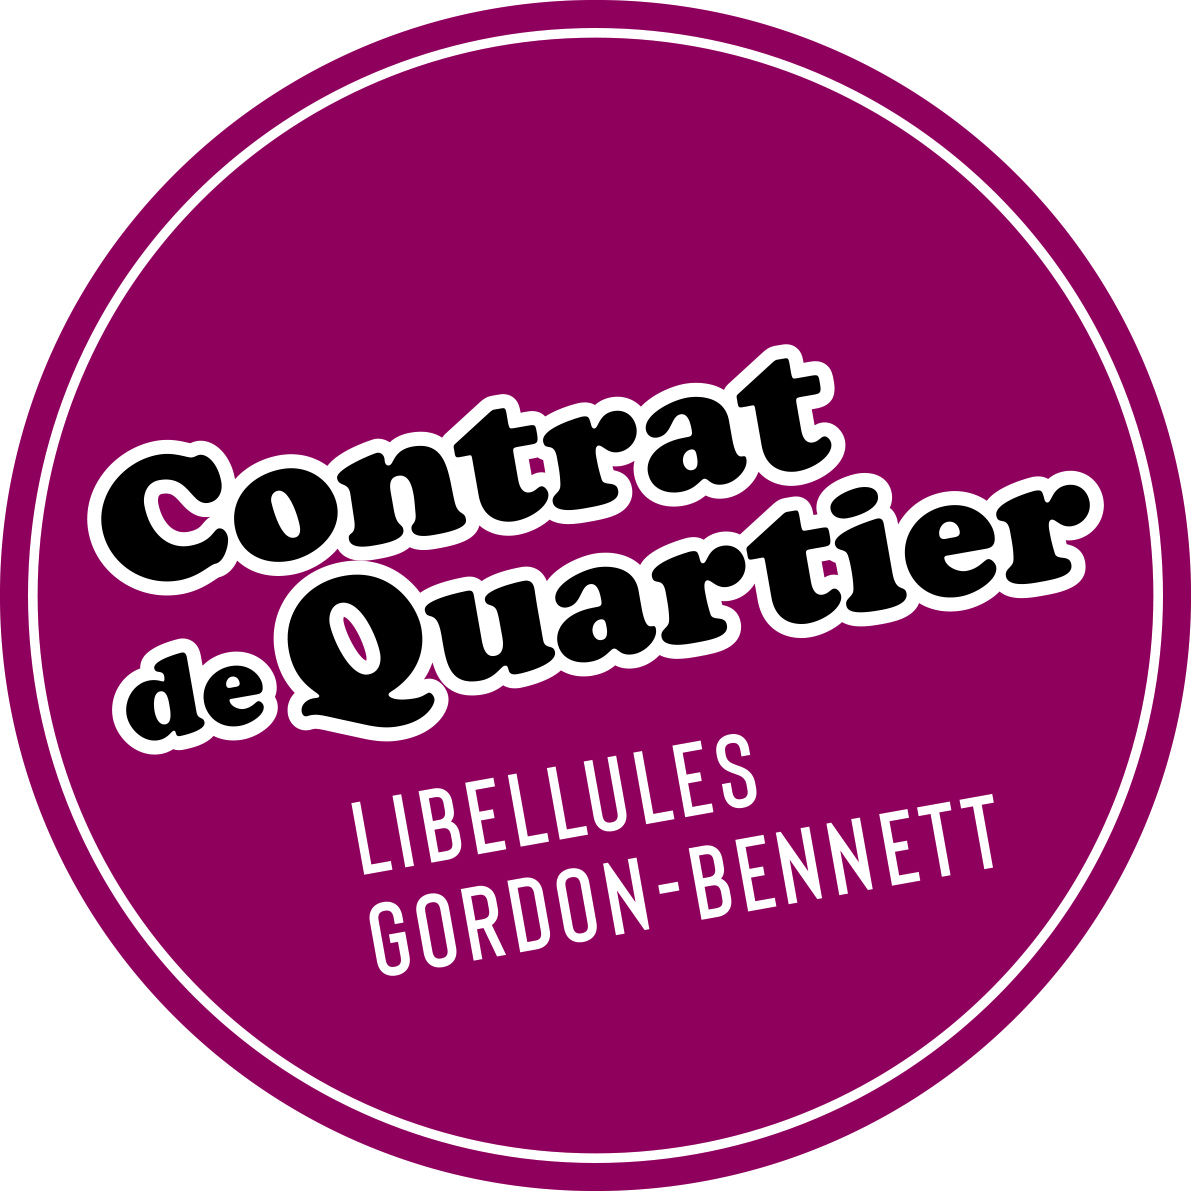 Contrat
de Quartier
LIBELLULES
GORDON-BENNETT